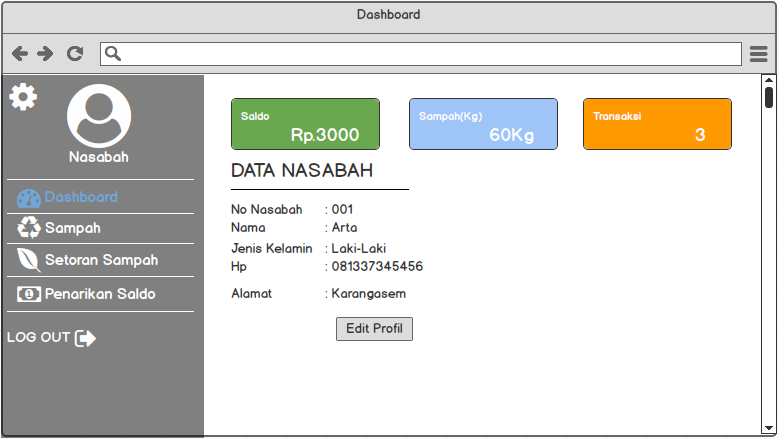 Dashboard
Nasabah
Dashboard
Sampah
Setoran Sampah
1 Penarikan Saldo
LOG OUT
Saldo
Rp.3000
Sampah(Kg)
60Kg
Transaksi
3
DATA NASABAH
No Nasabah : 001
Nama : Arta
Jenis Kelamin : Laki-Laki
Hp : 081337345456
Alamat : Karangasem
Edit Profil